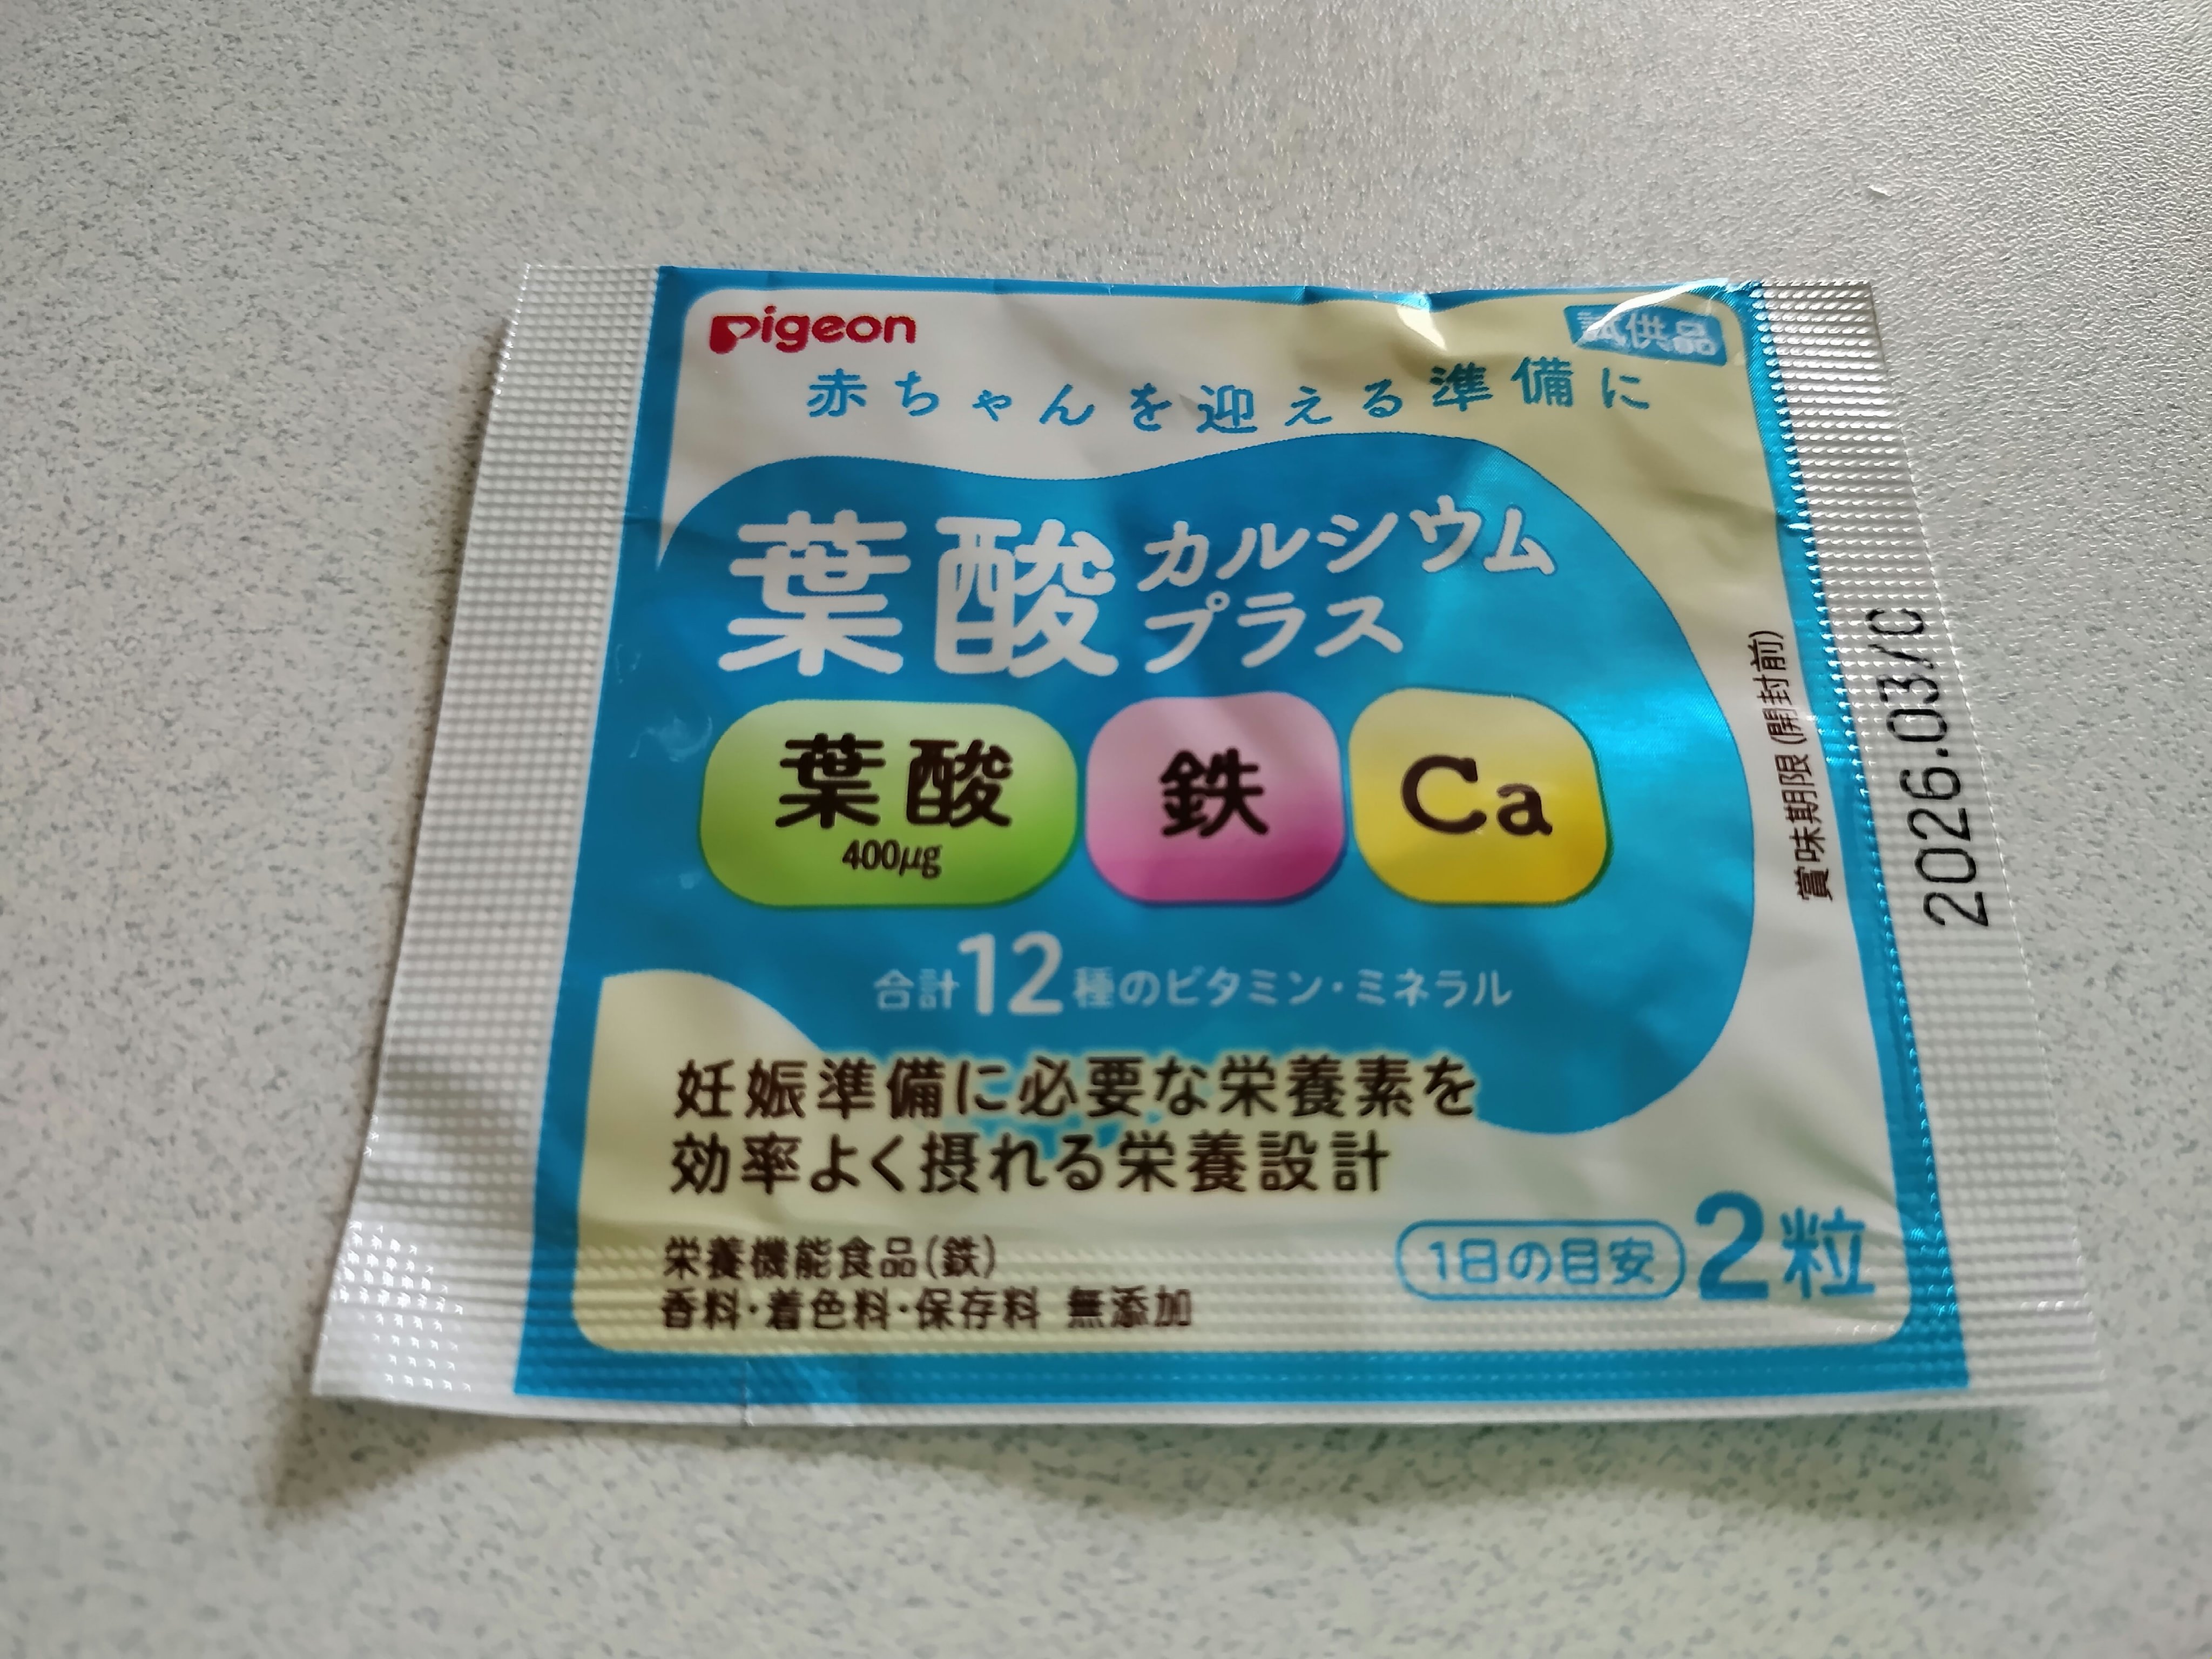 Pigeon
試供品
赤ちゃんを迎える準備に
葉酸 カルシウム
プラス
葉酸
400μg
鉄
Ca
合計12種のビタミン・ミネラル
妊娠準備に必要な栄養素を
効率よく摂れる栄養設計
栄養機能食品(鉄)
香料・着色料・保存料 無添加
1日の目安 2粒
賞味期限(開封前)
2026.03/C